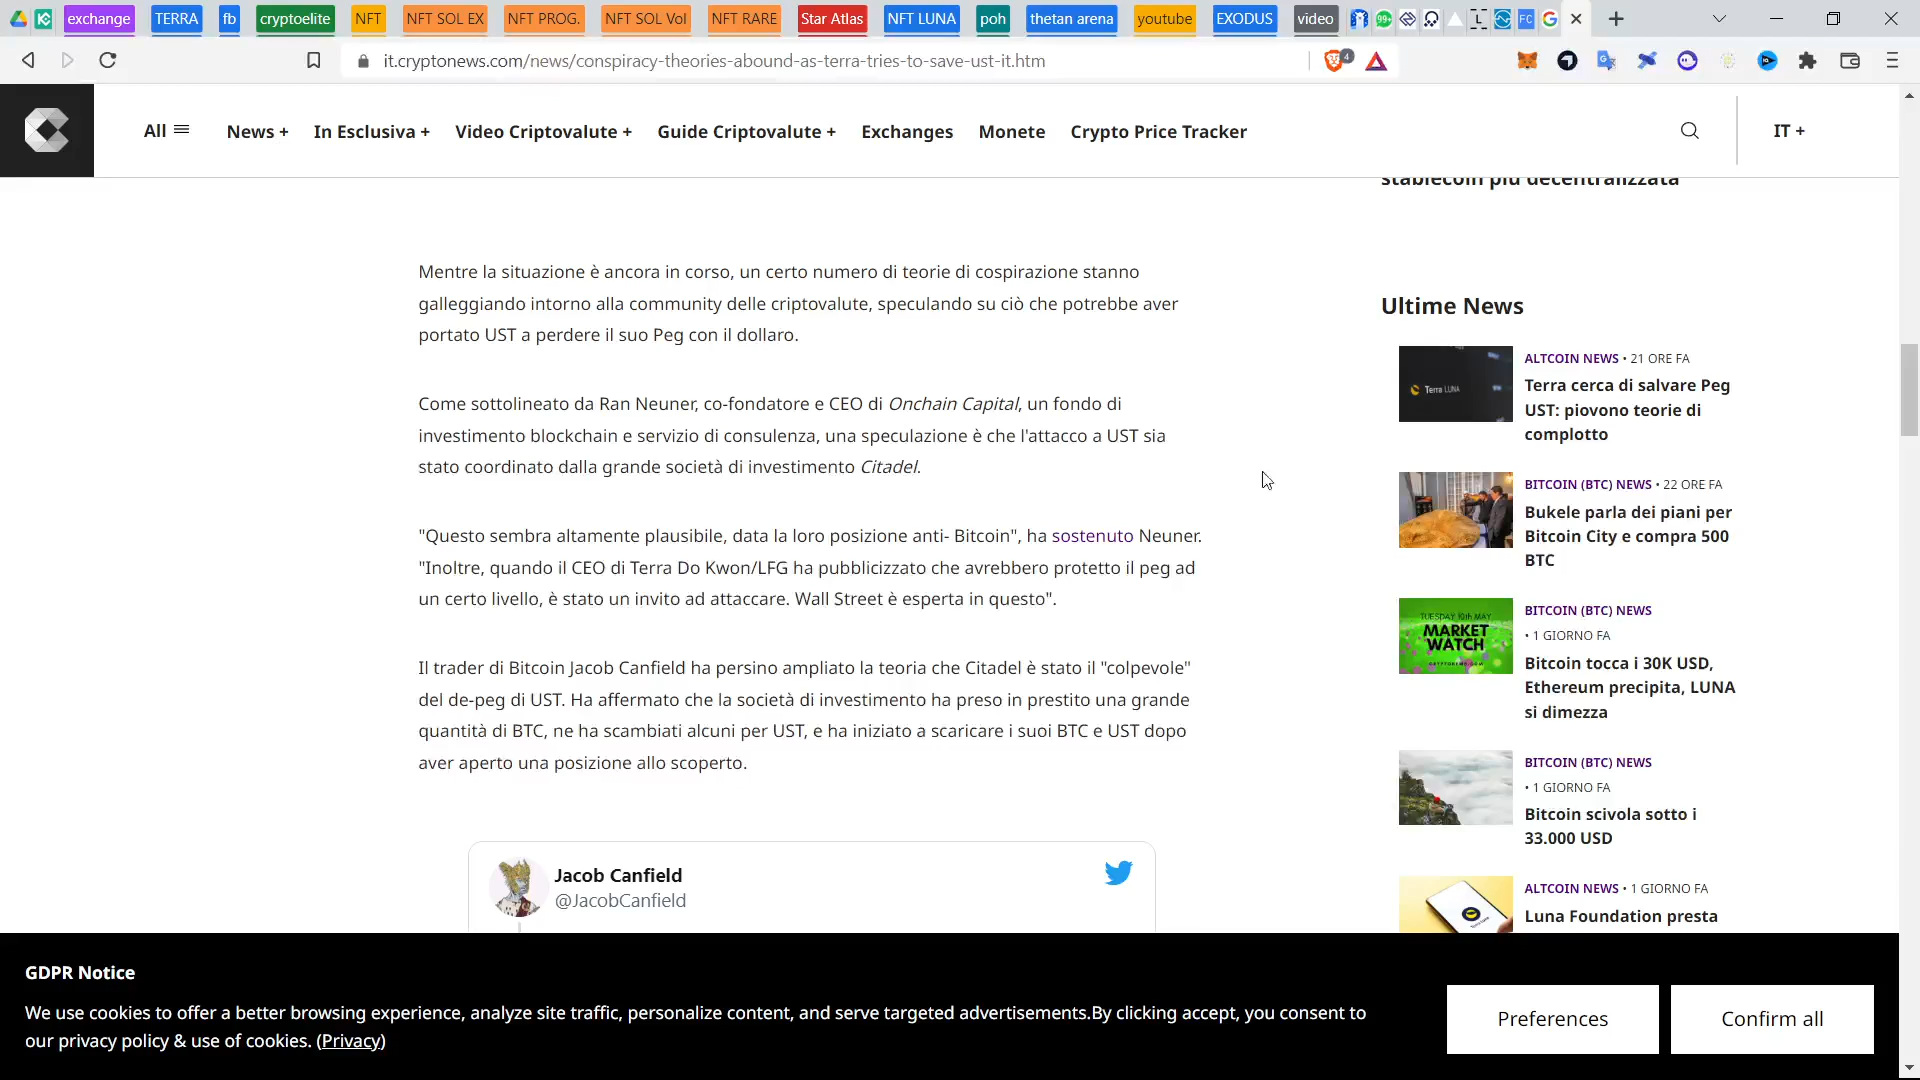 exchange TERRA fb cryptoelite NFT NFT SOL EX NFT PROG. NFT SOL Vol NFT RARE Star Atlas NFT LUNA poh thetan arena youtube EXODUS video
it.cryptonews.com/news/conspiracy-theories-abound-as-terra-tries-to-save-ust-it.htm
4
All News + In Esclusiva + Video Criptovalute + Guide Criptovalute + Exchanges Monete Crypto Price Tracker IT +
stablecoin più decentralizzata
Mentre la situazione è ancora in corso, un certo numero di teorie di cospirazione stanno
galleggiando intorno alla community delle criptovalute, speculando su ciò che potrebbe aver
portato UST a perdere il suo Peg con il dollaro.
Come sottolineato da Ran Neuner, co-fondatore e CEO di Onchain Capital, un fondo di
investimento blockchain e servizio di consulenza, una speculazione è che l'attacco a UST sia
stato coordinato dalla grande società di investimento Citadel.
"Questo sembra altamente plausibile, data la loro posizione anti- Bitcoin", ha sostenuto Neuner.
"Inoltre, quando il CEO di Terra Do Kwon/LFG ha pubblicizzato che avrebbero protetto il peg ad
un certo livello, è stato un invito ad attaccare. Wall Street è esperta in questo".
Il trader di Bitcoin Jacob Canfield ha persino ampliato la teoria che Citadel è stato il "colpevole"
del de-peg di UST. Ha affermato che la società di investimento ha preso in prestito una grande
quantità di BTC, ne ha scambiati alcuni per UST, e ha iniziato a scaricare i suoi BTC e UST dopo
aver aperto una posizione allo scoperto.
Jacob Canfield
@JacobCanfield
Ultime News
Terra LUNA
ALTCOIN NEWS • 21 ORE FA
Terra cerca di salvare Peg
UST: piovono teorie di
complotto
BITCOIN (BTC) NEWS • 22 ORE FA
Bukele parla dei piani per
Bitcoin City e compra 500
BTC
TUESDAY 10th MAY
MARKET
WATCH
CRYPTONEWS.COM
BITCOIN (BTC) NEWS
• 1 GIORNO FA
Bitcoin tocca i 30K USD,
Ethereum precipita, LUNA
si dimezza
BITCOIN (BTC) NEWS
• 1 GIORNO FA
Bitcoin scivola sotto i
33.000 USD
ALTCOIN NEWS • 1 GIORNO FA
Luna Foundation presta
GDPR Notice
We use cookies to offer a better browsing experience, analyze site traffic, personalize content, and serve targeted advertisements.By clicking accept, you consent to
our privacy policy & use of cookies. (Privacy)
Preferences Confirm all